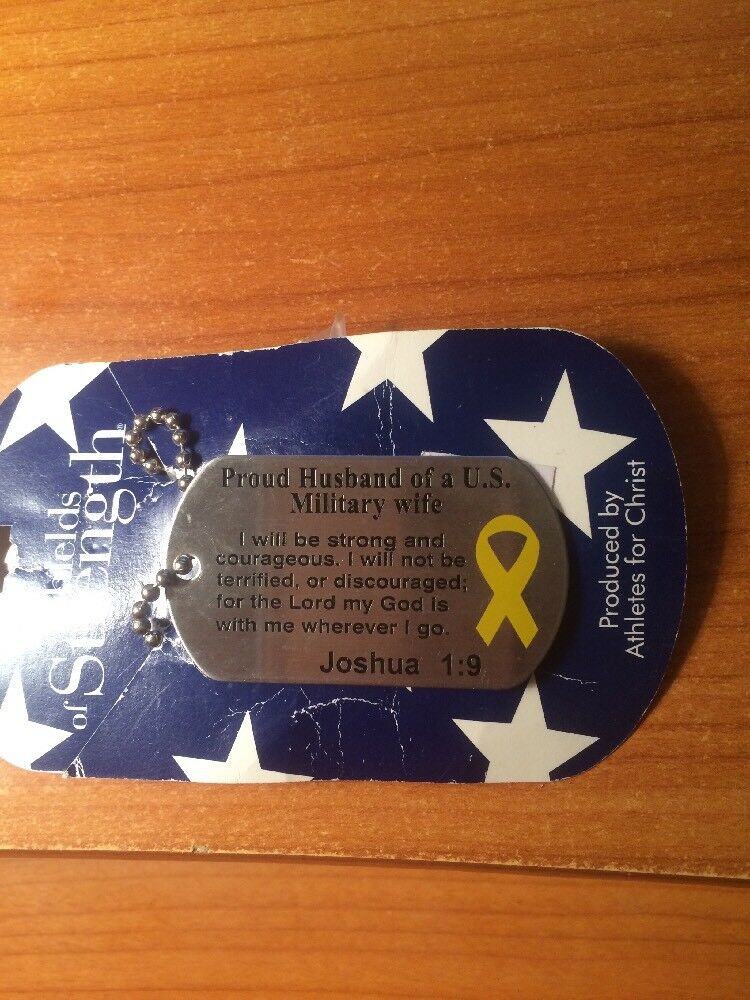 Proud Husband of a U.S.
Military wife
I will be strong and
courageous. I will not be
terrified, or discouraged;
for the Lord my God is
with me wherever I go.
Joshua 1:9
of
Produced by
Athletes for Christ